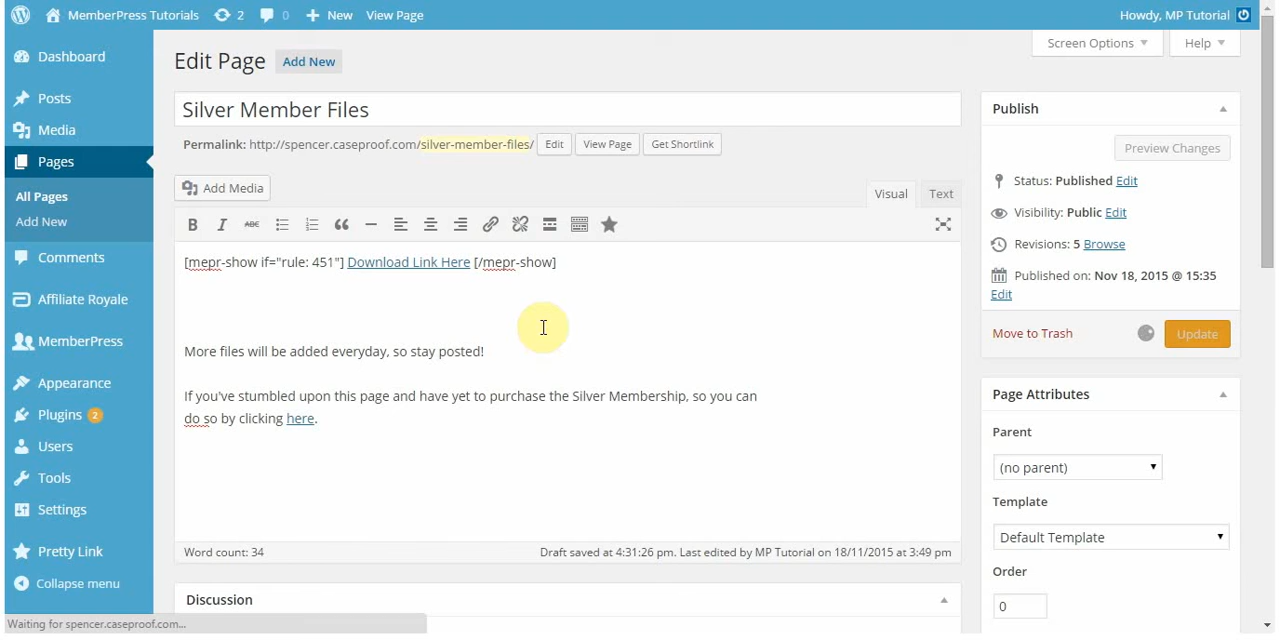 MemberPress Tutorials 2 0 New View Page Howdy, MP Tutorial
Screen Options Help
Dashboard
Posts
Media
Pages
All Pages
Add New
Comments
Affiliate Royale
MemberPress
Appearance
Plugins 2
Users
Tools
Settings
Pretty Link
Collapse menu
Edit Page Add New
Silver Member Files
Permalink: http://spencer.caseproof.com/silver-member-files/ Edit View Page Get Shortlink
Add Media
Visual Text
B I ABC
[mepr-show if="rule: 451"] Download Link Here [/mepr-show]
More files will be added everyday, so stay posted!
If you've stumbled upon this page and have yet to purchase the Silver Membership, so you can
do so by clicking here.
Word count: 34 Draft saved at 4:31:26 pm. Last edited by MP Tutorial on 18/11/2015 at 3:49 pm
Discussion
Publish
Preview Changes
Status: Published Edit
Visibility: Public Edit
Revisions: 5 Browse
Published on: Nov 18, 2015 @ 15:35
Edit
Move to Trash Update
Page Attributes
Parent
(no parent)
Template
Default Template
Order
0
Waiting for spencer.caseproof.com...